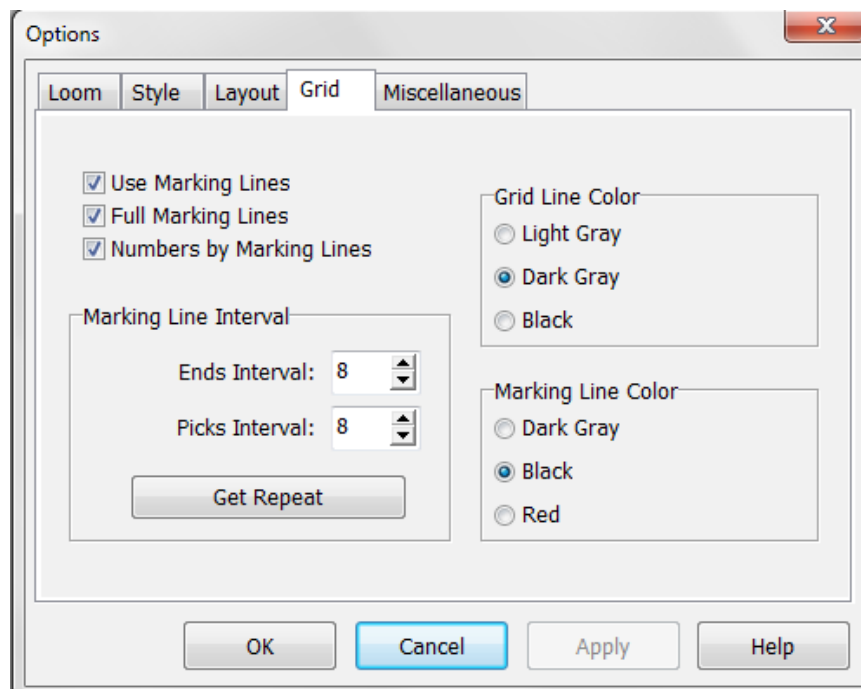 Options
X
Loom Style Layout Grid Miscellaneous
Use Marking Lines
Full Marking Lines
Numbers by Marking Lines
Marking Line Interval
Ends Interval: 8
Picks Interval: 8
Get Repeat
Grid Line Color
Light Gray
Dark Gray
Black
Marking Line Color
Dark Gray
Black
Red
OK Cancel Apply Help